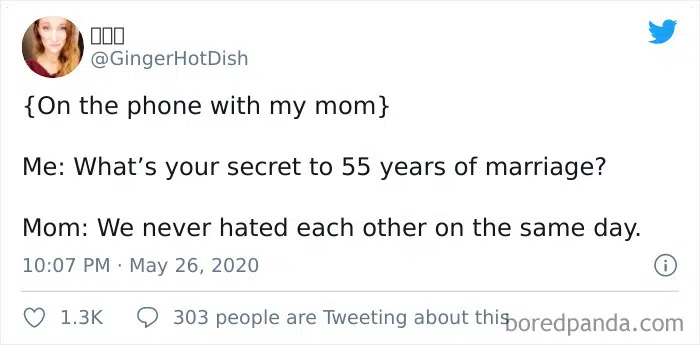 @GingerHotDish
{On the phone with my mom}
Me: What’s your secret to 55 years of marriage?
Mom: We never hated each other on the same day.
10:07 PM · May 26, 2020
1.3K 303 people are Tweeting about this
boredpanda.com